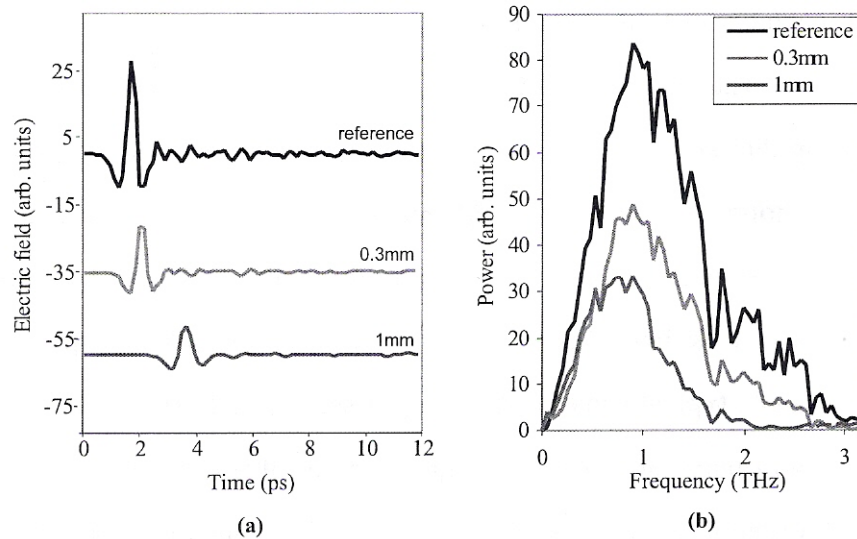 Electric field (arb. units)
25
5
-15
-35
-55
-75
reference
0.3mm
1mm
0
2
4
6
8
10
12
Time (ps)
(a)
Power (arb. units)
90
80
70
60
50
40
30
20
10
0
reference
0.3mm
1mm
0
1
2
3
Frequency (THz)
(b)